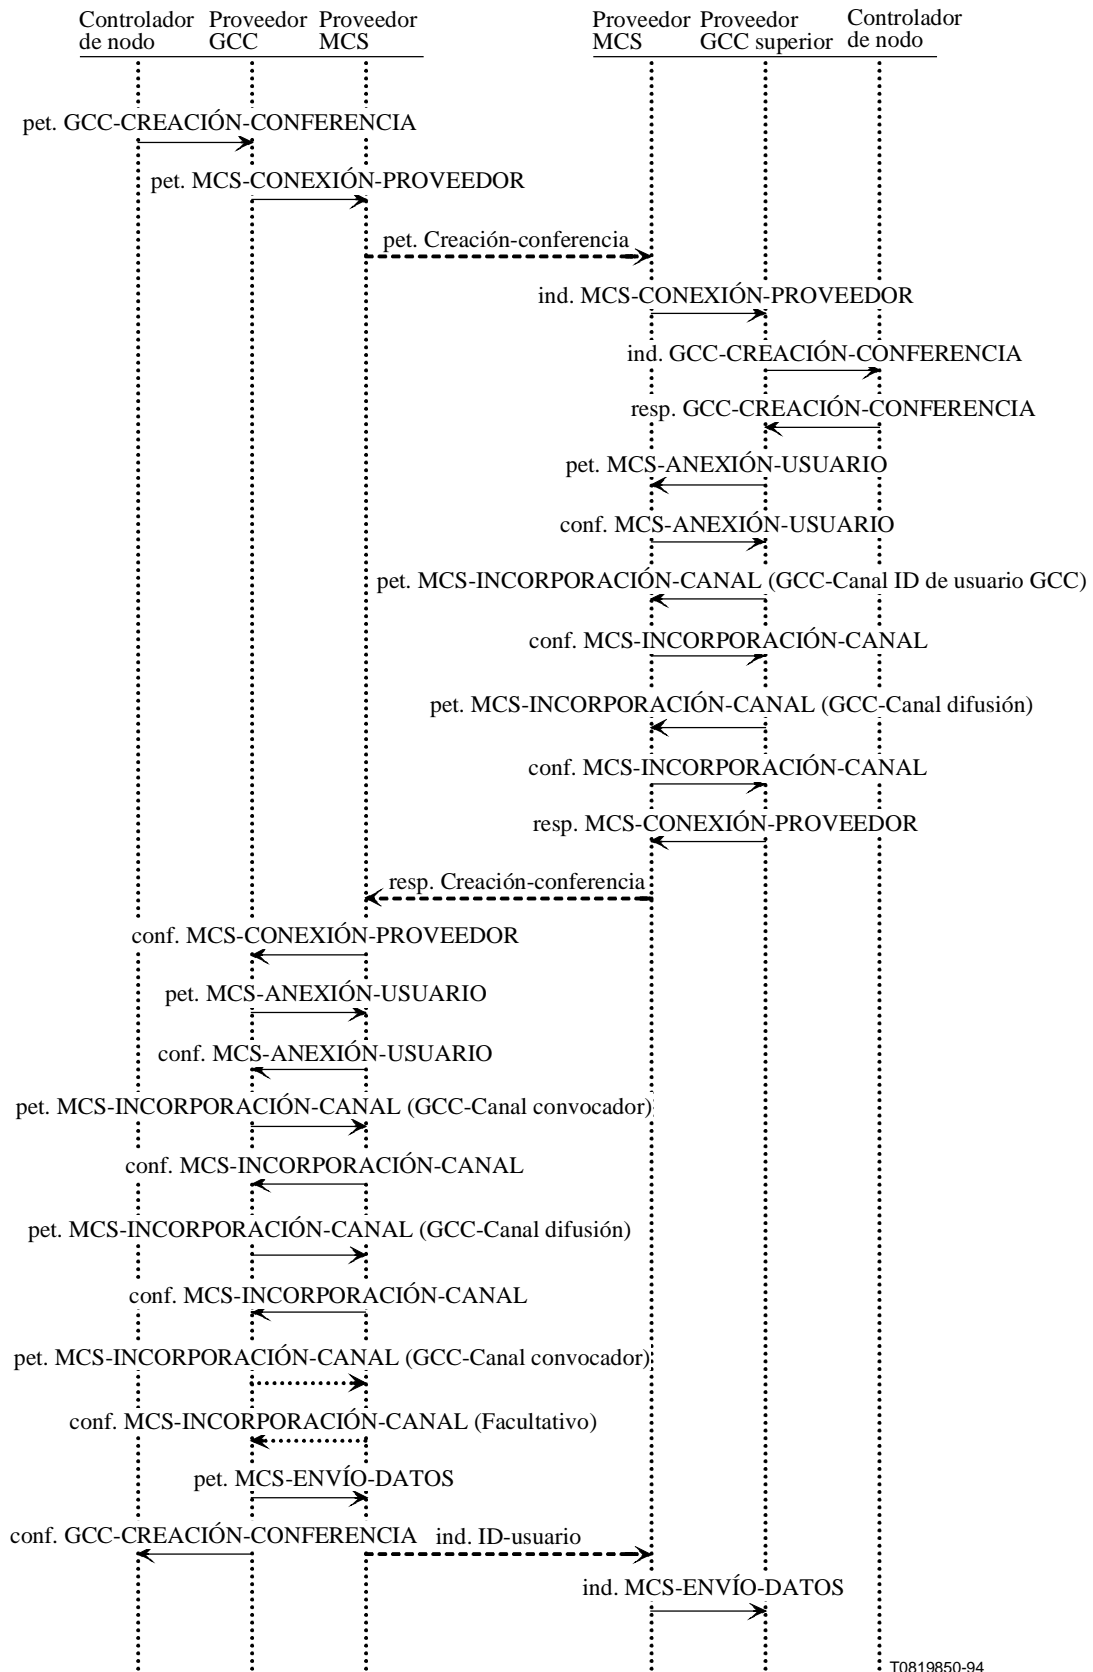 Controlador de nodo
Proveedor GCC
Proveedor MCS
Proveedor MCS
Proveedor GCC superior
Controlador de nodo
pet. GCC-CREACIÓN-CONFERENCIA
pet. MCS-CONEXIÓN-PROVEEDOR
pet. Creación-conferencia
ind. MCS-CONEXIÓN-PROVEEDOR
ind. GCC-CREACIÓN-CONFERENCIA
resp. GCC-CREACIÓN-CONFERENCIA
pet. MCS-ANEXIÓN-USUARIO
conf. MCS-ANEXIÓN-USUARIO
pet. MCS-INCORPORACIÓN-CANAL (GCC-Canal ID de usuario GCC)
conf. MCS-INCORPORACIÓN-CANAL
pet. MCS-INCORPORACIÓN-CANAL (GCC-Canal difusión)
conf. MCS-INCORPORACIÓN-CANAL
resp. MCS-CONEXIÓN-PROVEEDOR
resp. Creación-conferencia
conf. MCS-CONEXIÓN-PROVEEDOR
pet. MCS-ANEXIÓN-USUARIO
conf. MCS-ANEXIÓN-USUARIO
pet. MCS-INCORPORACIÓN-CANAL (GCC-Canal convocador)
conf. MCS-INCORPORACIÓN-CANAL
pet. MCS-INCORPORACIÓN-CANAL (GCC-Canal difusión)
conf. MCS-INCORPORACIÓN-CANAL
pet. MCS-INCORPORACIÓN-CANAL (GCC-Canal convocador)
conf. MCS-INCORPORACIÓN-CANAL (Facultativo)
pet. MCS-ENVÍO-DATOS
conf. GCC-CREACIÓN-CONFERENCIA
ind. ID-usuario
ind. MCS-ENVÍO-DATOS
T0819850-94